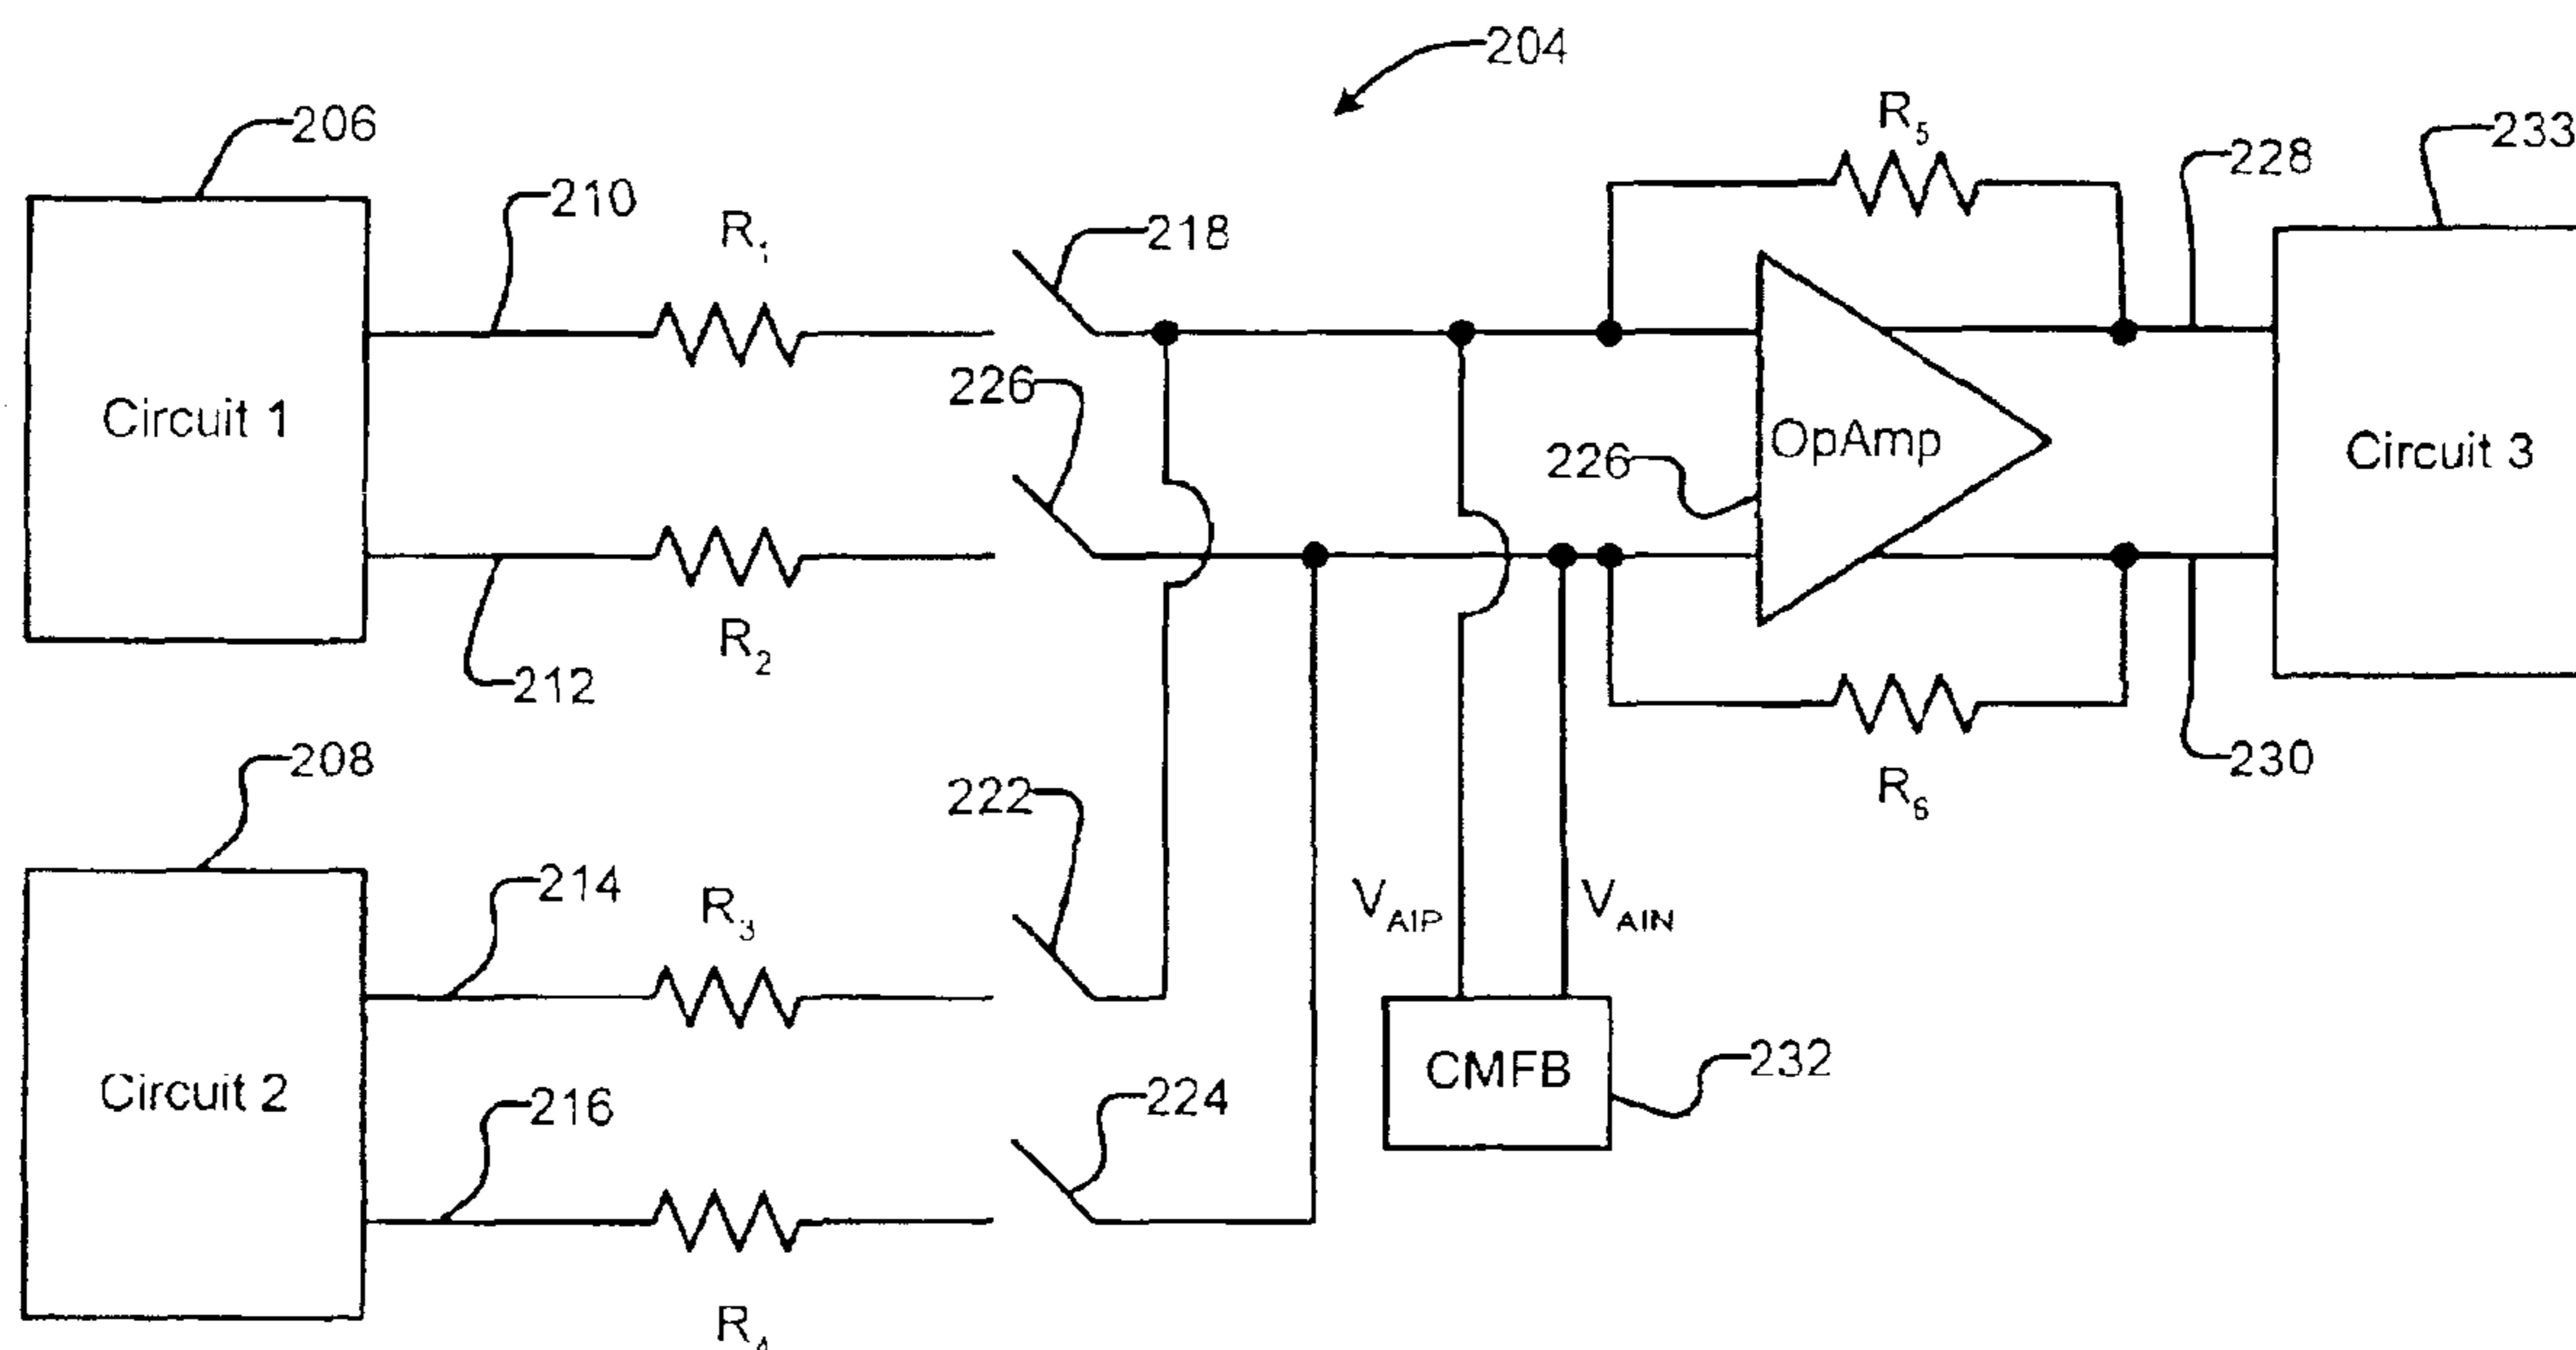 204
206
210
R1
218
R5
228
233
Circuit 1
226
OpAmp
226
Circuit 3
212
R2
230
R6
208
222
214
R3
VAIP
VAIN
Circuit 2
216
224
CMFB
232
R4